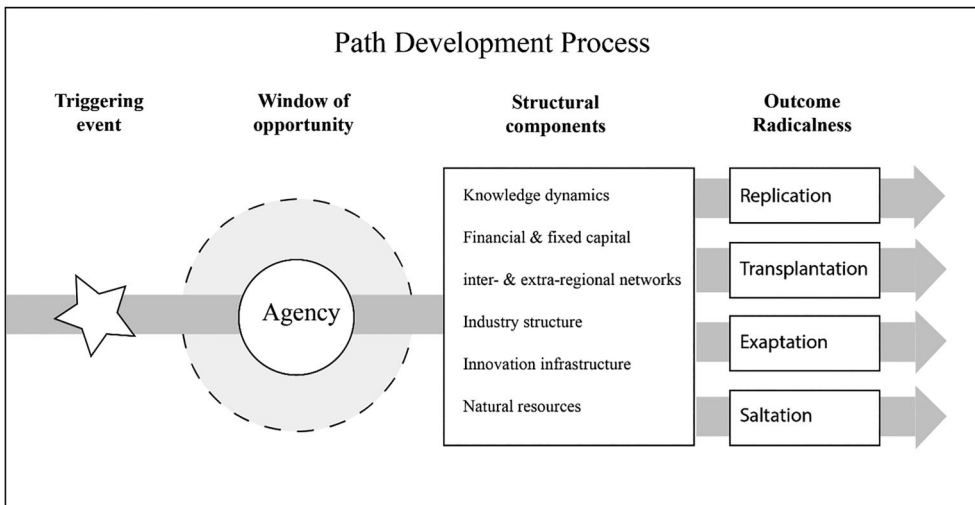 Path Development Process
Triggering
event
Window of
opportunity
Structural
components
Outcome
Radicalness
Agency
Knowledge dynamics
Financial & fixed capital
inter- & extra-regional networks
Industry structure
Innovation infrastructure
Natural resources
Replication
Transplantation
Exaptation
Saltation